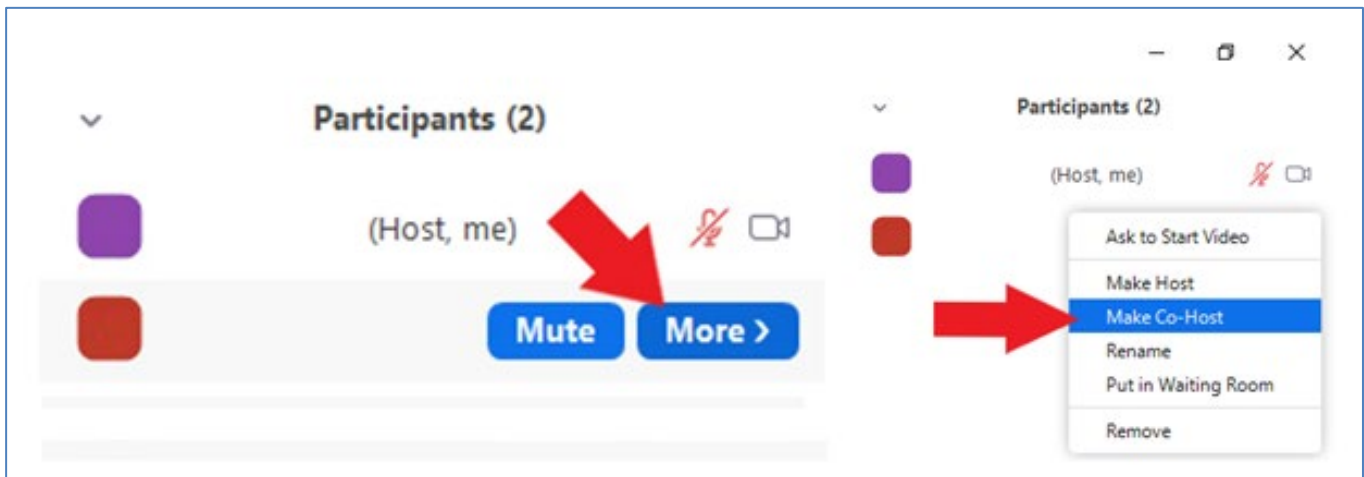 Participants (2)
(Host, me)
Mute More >
Participants (2)
(Host, me)
Ask to Start Video
Make Host
Make Co-Host
Rename
Put in Waiting Room
Remove